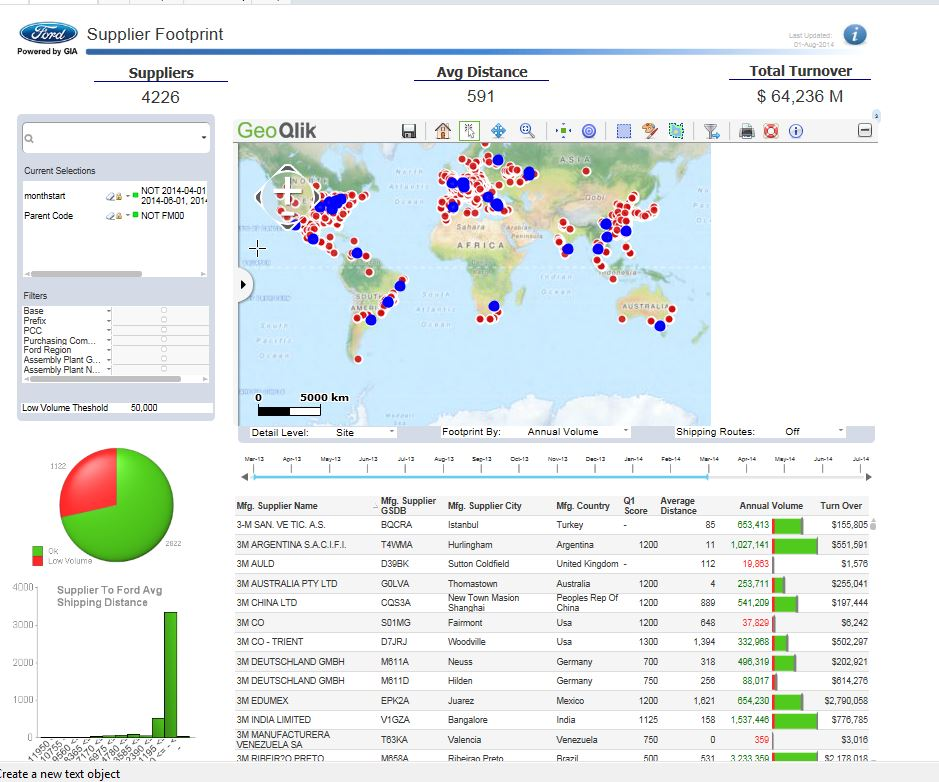 Ford
Powered by GIA
Supplier Footprint
Last Updated:
01-Aug-2014
i
Suppliers
4226
Avg Distance
591
Total Turnover
$ 64,236 M
GeoQlik
Current Selections
monthstart
NOT 2014-04-01
2014-06-01, 2014
Parent Code
NOT FM00
Filters
Base
Prefix
PCC
Purchasing Com...
Ford Region
Assembly Plant G...
Assembly Plant N...
Low Volume Theshold 50,000
ASIA
North
Atlantic
Ocean
Gobi
Sahara
Arabian
Peninsula
AFRICA
Indonesia
Indian
Ocean
SOUTH
AMERICA
South
Atlantic
Ocean
AUSTRALIA
South
Pacific
Ocean
0 5000 km
Detail Level: Site
Footprint By: Annual Volume
Shipping Routes: Off
Mar-13 Apr-13 May-13 Jun-13 Jul-13 Aug-13 Sep-13 Oct-13 Nov-13 Dec-13 Jan-14 Feb-14 Mar-14 Apr-14 May-14 Jun-14 Jul-14
1122
2822
Ok
Low Volume
Supplier To Ford Avg
Shipping Distance
4000
3000
2000
1000
0
Mfg. Supplier Name Mfg. Supplier GSDB Mfg. Supplier City Mfg. Country Q1 Score Average Distance Annual Volume Turn Over
3-M SAN. VE TIC. A.S. BQCRA Istanbul Turkey - 85 653,413 $155,805
3M ARGENTINA S.A.C.I.F.I. T4WMA Hurlingham Argentina 1200 11 1,027,141 $551,591
3M AULD D39BK Sutton Coldfield United Kingdom - 112 19,863 $1,576
3M AUSTRALIA PTY LTD G0LVA Thomastown Australia 1200 4 253,711 $255,041
3M CHINA LTD CQS3A New Town Masion Shanghai Peoples Rep Of China 1200 889 541,209 $197,444
3M CO S01MG Fairmont Usa 1200 648 37,829 $6,242
3M CO - TRIENT D7JRJ Woodville Usa 1300 1,394 332,968 $502,297
3M DEUTSCHLAND GMBH M611A Neuss Germany 700 318 496,319 $202,921
3M DEUTSCHLAND GMBH M611D Hilden Germany 750 256 88,017 $614,276
3M EDUMEX EPK2A Juarez Mexico 1200 1,621 654,230 $2,790,058
3M INDIA LIMITED V1GZA Bangalore India 1125 158 1,537,446 $776,785
3M MANUFACTURERA VENEZUELA SA T63KA Valencia Venezuela 750 0 359 $3,016
3M RIBEIR?O PRETO M658A Ribeirao Preto Brazil 500 531 3,233,359 $2,178,018
Create a new text object